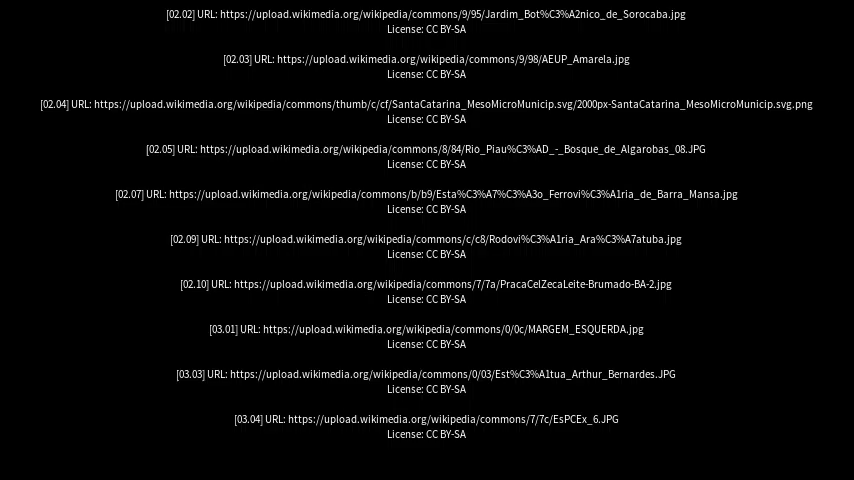 [02.02] URL: https://upload.wikimedia.org/wikipedia/commons/9/95/Jardim_Bot%C3%A2nico_de_Sorocaba.jpg
License: CC BY-SA
[02.03] URL: https://upload.wikimedia.org/wikipedia/commons/9/98/AEUP_Amarela.jpg
License: CC BY-SA
[02.04] URL: https://upload.wikimedia.org/wikipedia/commons/thumb/c/cf/SantaCatarina_MesoMicroMunicip.svg/2000px-SantaCatarina_MesoMicroMunicip.svg.png
License: CC BY-SA
[02.05] URL: https://upload.wikimedia.org/wikipedia/commons/8/84/Rio_Piau%C3%AD_-_Bosque_de_Algarobas_08.JPG
License: CC BY-SA
[02.07] URL: https://upload.wikimedia.org/wikipedia/commons/b/b9/Esta%C3%A7%C3%A3o_Ferrovi%C3%A1ria_de_Barra_Mansa.jpg
License: CC BY-SA
[02.09] URL: https://upload.wikimedia.org/wikipedia/commons/c/c8/Rodovi%C3%A1ria_Ara%C3%A7atuba.jpg
License: CC BY-SA
[02.10] URL: https://upload.wikimedia.org/wikipedia/commons/7/7a/PracaCelZecaLeite-Brumado-BA-2.jpg
License: CC BY-SA
[03.01] URL: https://upload.wikimedia.org/wikipedia/commons/0/0c/MARGEM_ESQUERDA.jpg
License: CC BY-SA
[03.03] URL: https://upload.wikimedia.org/wikipedia/commons/0/03/Est%C3%A1tua_Arthur_Bernardes.JPG
License: CC BY-SA
[03.04] URL: https://upload.wikimedia.org/wikipedia/commons/7/7c/EsPCEx_6.JPG
License: CC BY-SA